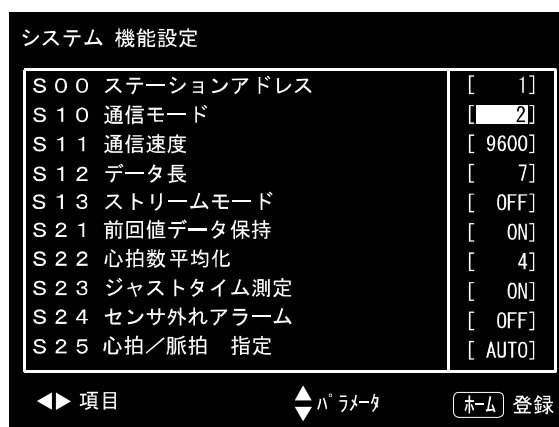 システム 機能設定
S00 ステーションアドレス [ 1]
S10 通信モード [ 2]
S11 通信速度 [ 9600]
S12 データ長 [ 7]
S13 ストリームモード [ OFF]
S21 前回値データ保持 [ ON]
S22 心拍数平均化 [ 4]
S23 ジャストタイム測定 [ ON]
S24 センサ外れアラーム [ OFF]
S25 心拍/脈拍 指定 [ AUTO]
◀▶ 項目 ▲▼ パラメータ ホーム 登録